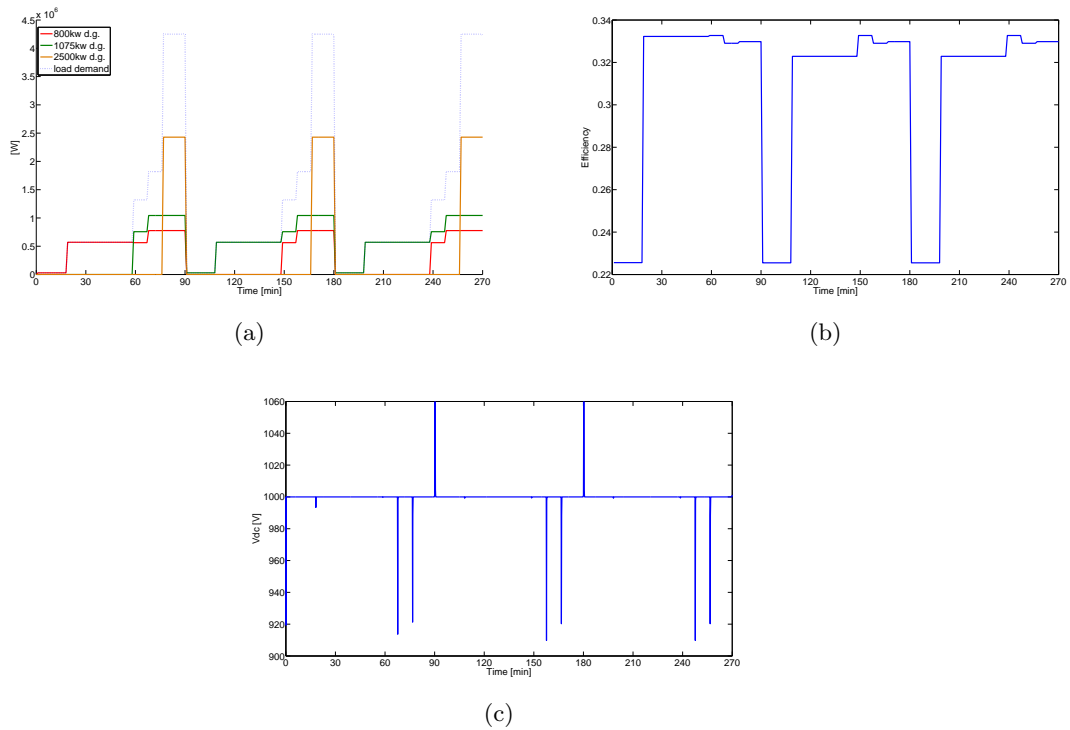 x 10^6
4.5
4
3.5
3
2.5
2
1.5
1
0.5
0
[W]
800kw d.g.
1075kw d.g.
2500kw d.g.
load demand
0 30 60 90 120 150 180 210 240 270
Time [min]
(a)
0.34
0.32
0.3
0.28
0.26
0.24
0.22
Efficiency
0 30 60 90 120 150 180 210 240 270
Time [min]
(b)
1060
1040
1020
1000
980
960
940
920
900
Vdc [V]
0 30 60 90 120 150 180 210 240 270
Time [min]
(c)